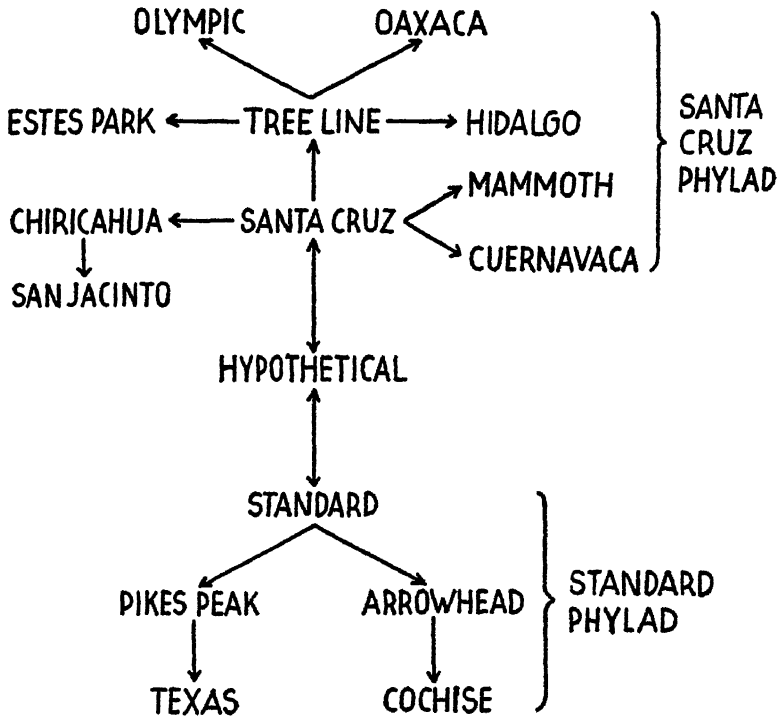 OLYMPIC OAXACA
ESTES PARK TREE LINE HIDALGO
SANTA
CRUZ
PHYLAD
MAMMOTH
CHIRICAHUA SANTA CRUZ
CUERNAVACA
SAN JACINTO
HYPOTHETICAL
STANDARD
PIKES PEAK ARROWHEAD
STANDARD
PHYLAD
TEXAS COCHISE